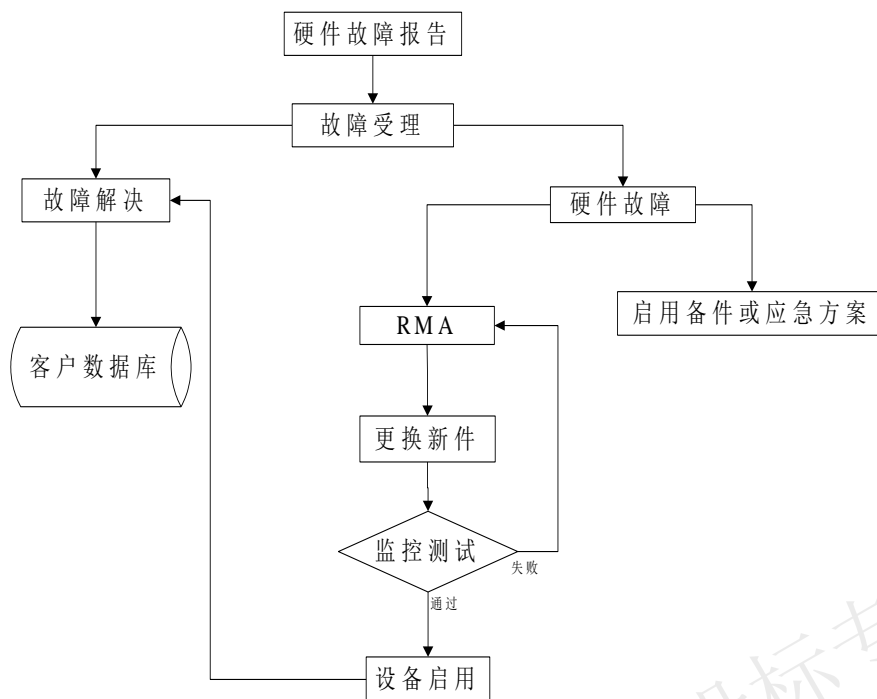 硬件故障报告
故障受理
故障解决
硬件故障
RMA
启用备件或应急方案
客户数据库
更换新件
监控测试
失败
通过
设备启用